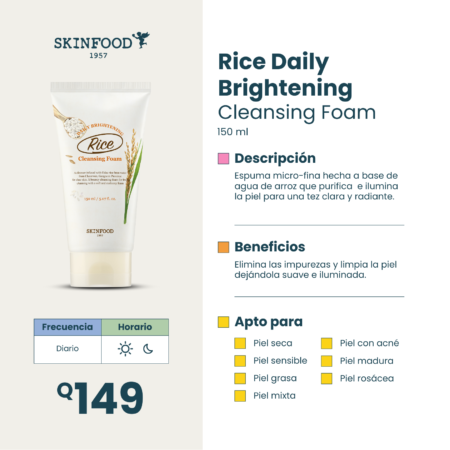 SKINFOOD
1957
DAILY BRIGHTENING
Rice
Cleansing Foam
SKINFOOD
Frecuencia Horario
Diario
Q149
Rice Daily
Brightening
Cleansing Foam
150 ml
Descripción
Espuma micro-fina hecha a base de
agua de arroz que purifica e ilumina
la piel para una tez clara y radiante.
Beneficios
Elimina las impurezas y limpia la piel
dejándola suave e iluminada.
Apto para
Piel seca Piel con acné
Piel sensible Piel madura
Piel grasa Piel rosácea
Piel mixta